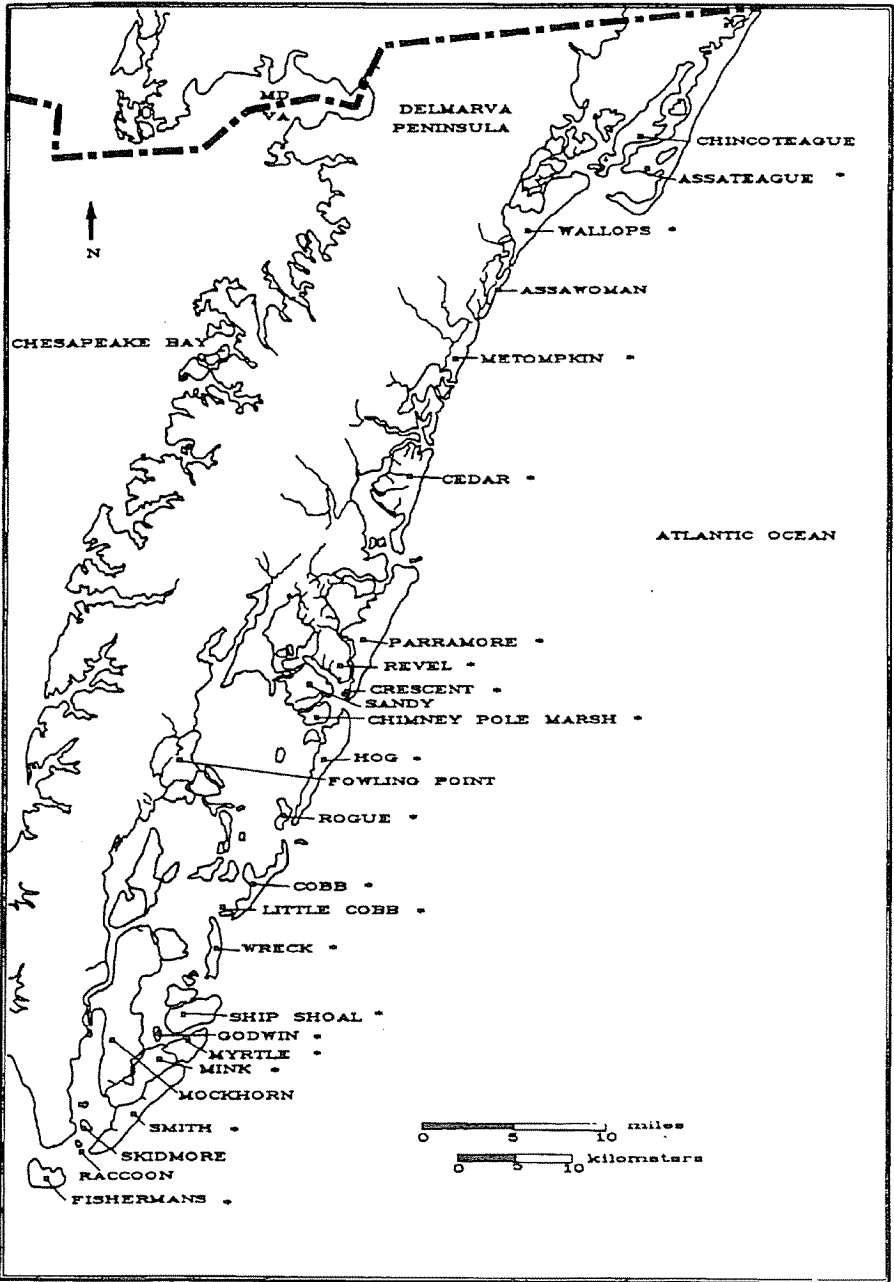 MD
VA
DELMARVA
PENINSULA
CHINCOTEAGUE
ASSATEAGUE *
N
WALLOPS *
ASSAWOMAN
CHESAPEAKE BAY
METOMPKIN *
CEDAR *
ATLANTIC OCEAN
PARRAMORE *
REVEL *
CRESCENT *
SANDY
CHIMNEY POLE MARSH *
HOG *
FOWLING POINT
ROGUE *
COBB *
LITTLE COBB *
WRECK *
SHIP SHOAL *
GODWIN *
MYRTLE *
MINK *
MOCKHORN
SMITH *
SKIDMORE
RACCOON
FISHERMANS *
miles
0 5 10
kilometers
0 5 10